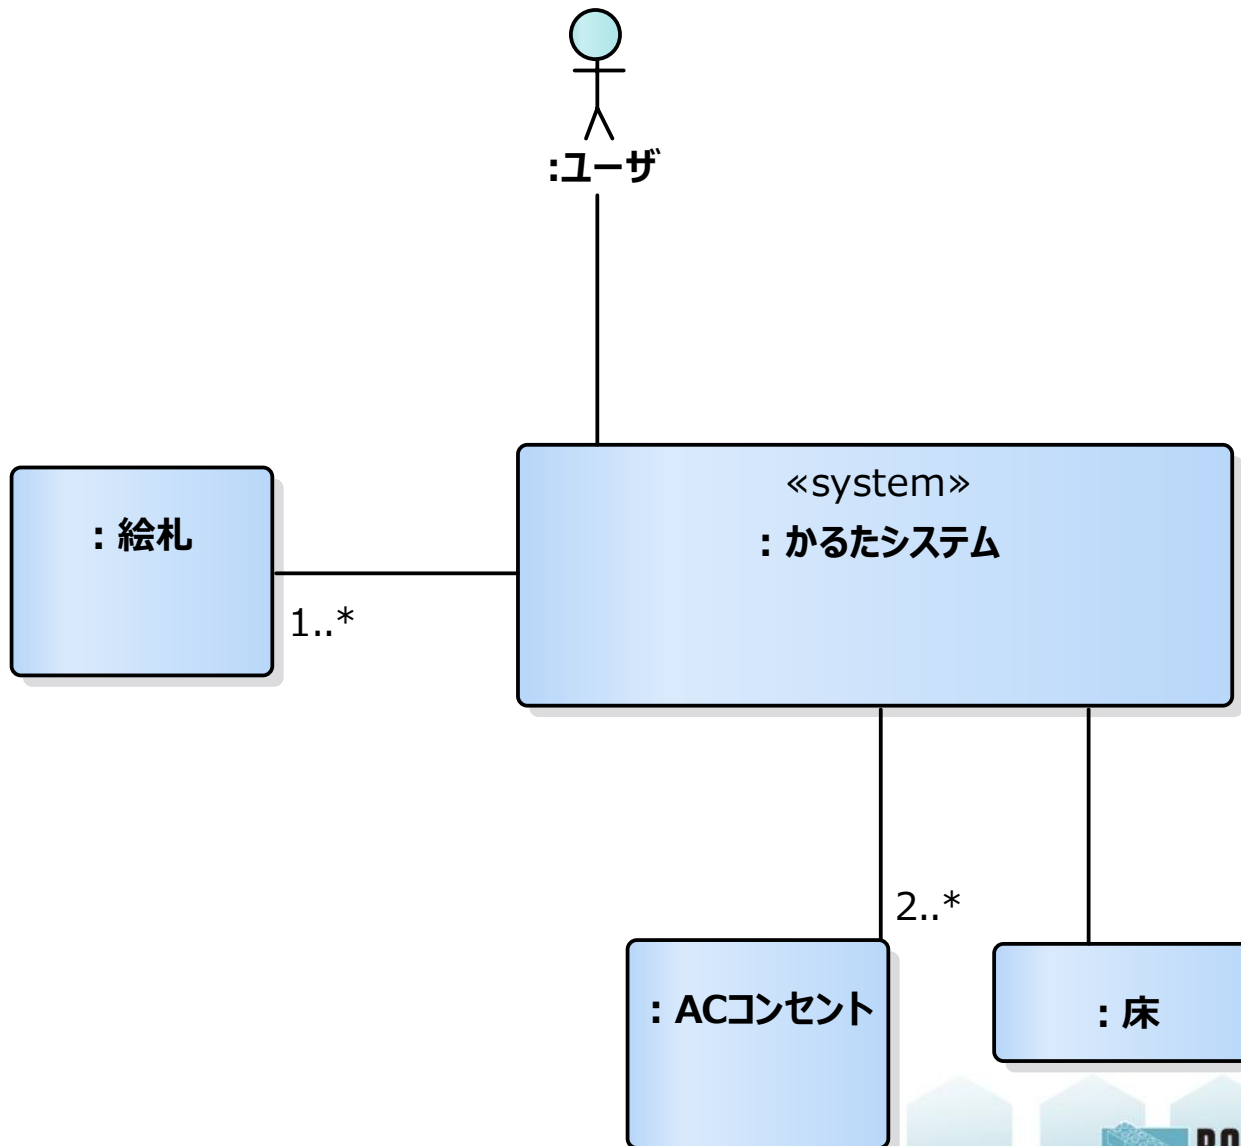 :ユーザ
«system»
: かるたシステム
: 絵札
1..*
2..*
: ACコンセント
: 床